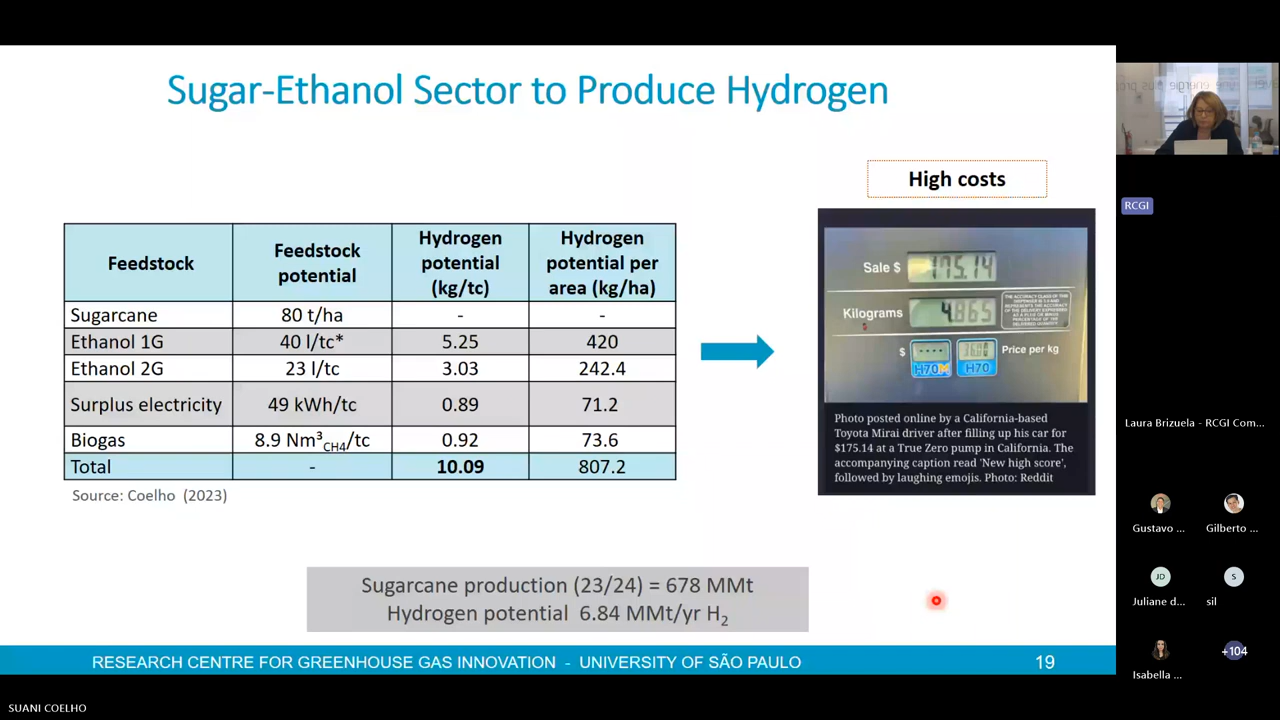 Sugar-Ethanol Sector to Produce Hydrogen
High costs
Feedstock
Feedstock potential
Hydrogen potential (kg/tc)
Hydrogen potential per area (kg/ha)
Sugarcane 80 t/ha - -
Ethanol 1G 40 l/tc* 5.25 420
Ethanol 2G 23 l/tc 3.03 242.4
Surplus electricity 49 kWh/tc 0.89 71.2
Biogas 8.9 Nm³CH4/tc 0.92 73.6
Total - 10.09 807.2
Source: Coelho (2023)
Sale $ 175.14
Kilograms 4.865
$ Price per kg
H70 H70
Photo posted online by a California-based
Toyota Mirai driver after filling up his car for
$175.14 at a True Zero pump in California. The
accompanying caption read 'New high score',
followed by laughing emojis. Photo: Reddit
Sugarcane production (23/24) = 678 MMt
Hydrogen potential 6.84 MMt/yr H2
RESEARCH CENTRE FOR GREENHOUSE GAS INNOVATION - UNIVERSITY OF SÃO PAULO 19
RCGI
Laura Brizuela - RCGI Com...
Gustavo ... Gilberto ...
JD S
Juliane d... sil
Isabella ... +104
SUANI COELHO